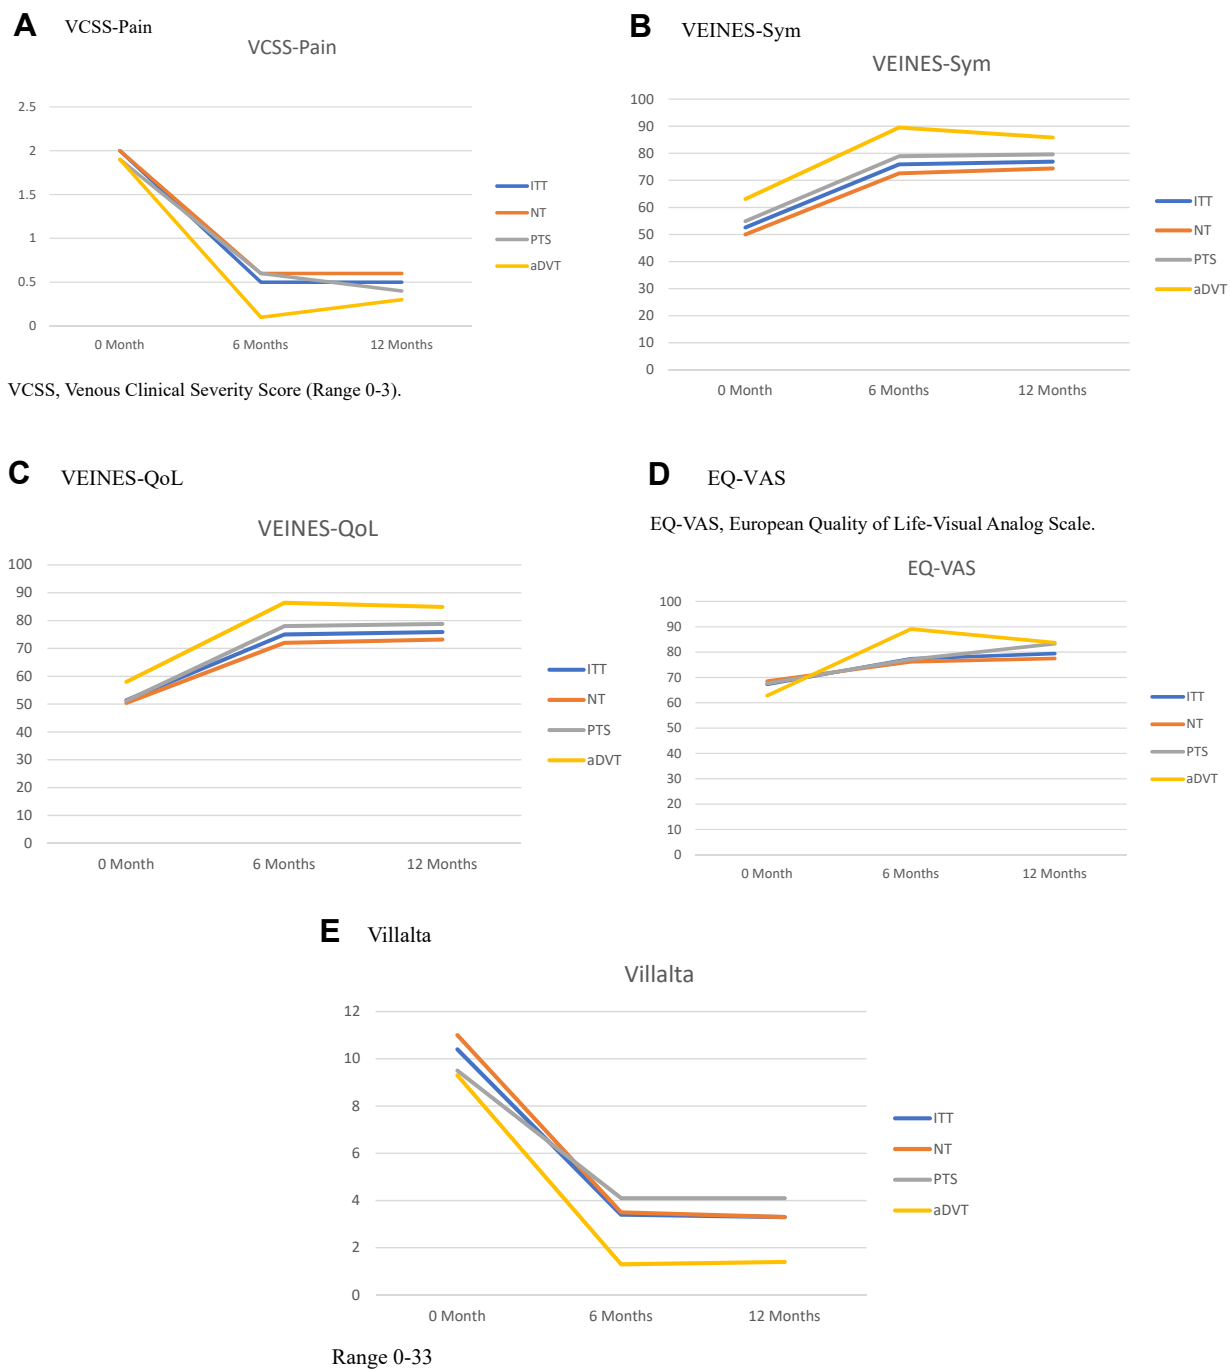 A VCSS-Pain
VCSS-Pain
2.5
2
1.5
1
0.5
0
0 Month 6 Months 12 Months
ITT
NT
PTS
aDVT
VCSS, Venous Clinical Severity Score (Range 0-3).
B VEINES-Sym
VEINES-Sym
100
90
80
70
60
50
40
30
20
10
0
0 Month 6 Months 12 Months
ITT
NT
PTS
aDVT
C VEINES-QoL
VEINES-QoL
100
90
80
70
60
50
40
30
20
10
0
0 Month 6 Months 12 Months
ITT
NT
PTS
aDVT
D EQ-VAS
EQ-VAS, European Quality of Life-Visual Analog Scale.
EQ-VAS
100
90
80
70
60
50
40
30
20
10
0
0 Month 6 Months 12 Months
ITT
NT
PTS
aDVT
E Villalta
Villalta
12
10
8
6
4
2
0
0 Month 6 Months 12 Months
ITT
NT
PTS
aDVT
Range 0-33